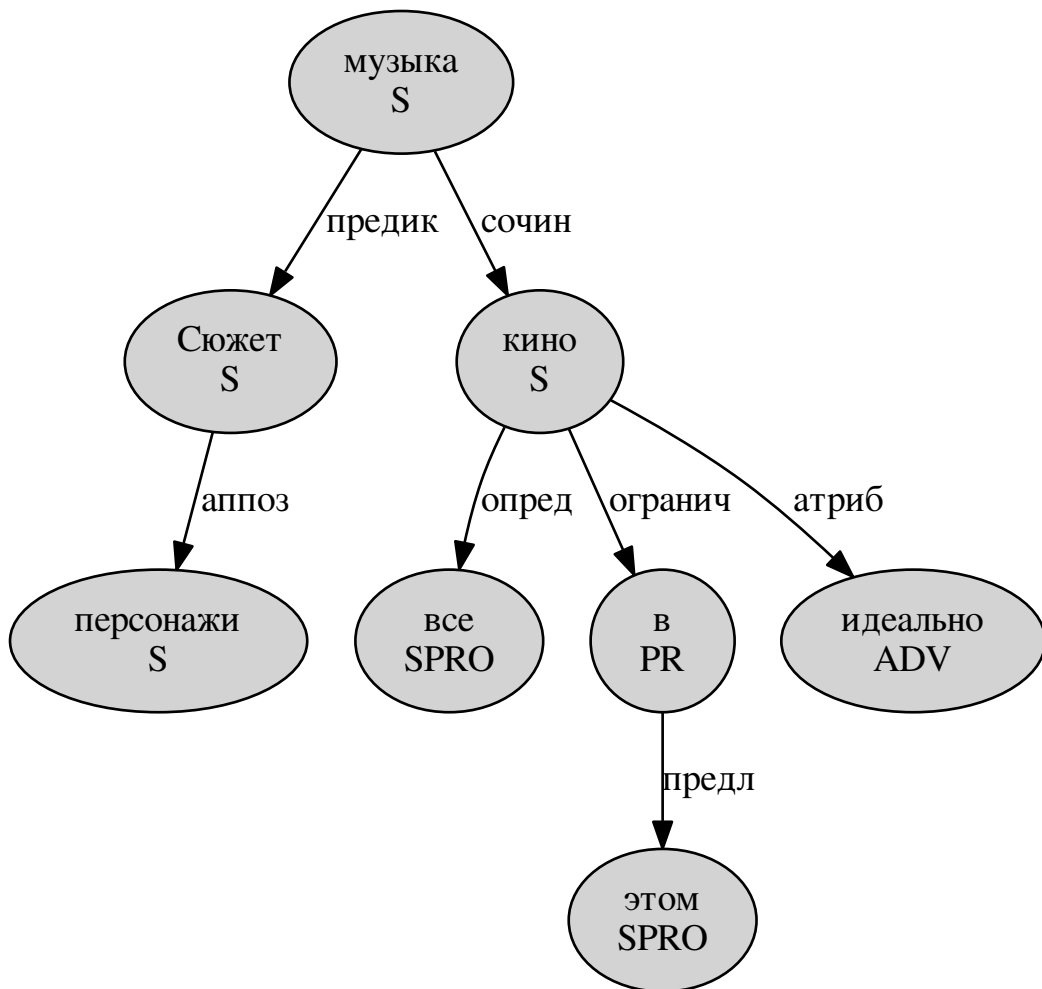 музыка
S
предик
сочин
Сюжет
S
кино
S
аппоз
опред
огранич
атриб
персонажи
S
все
SPRO
в
PR
идеально
ADV
предл
этом
SPRO